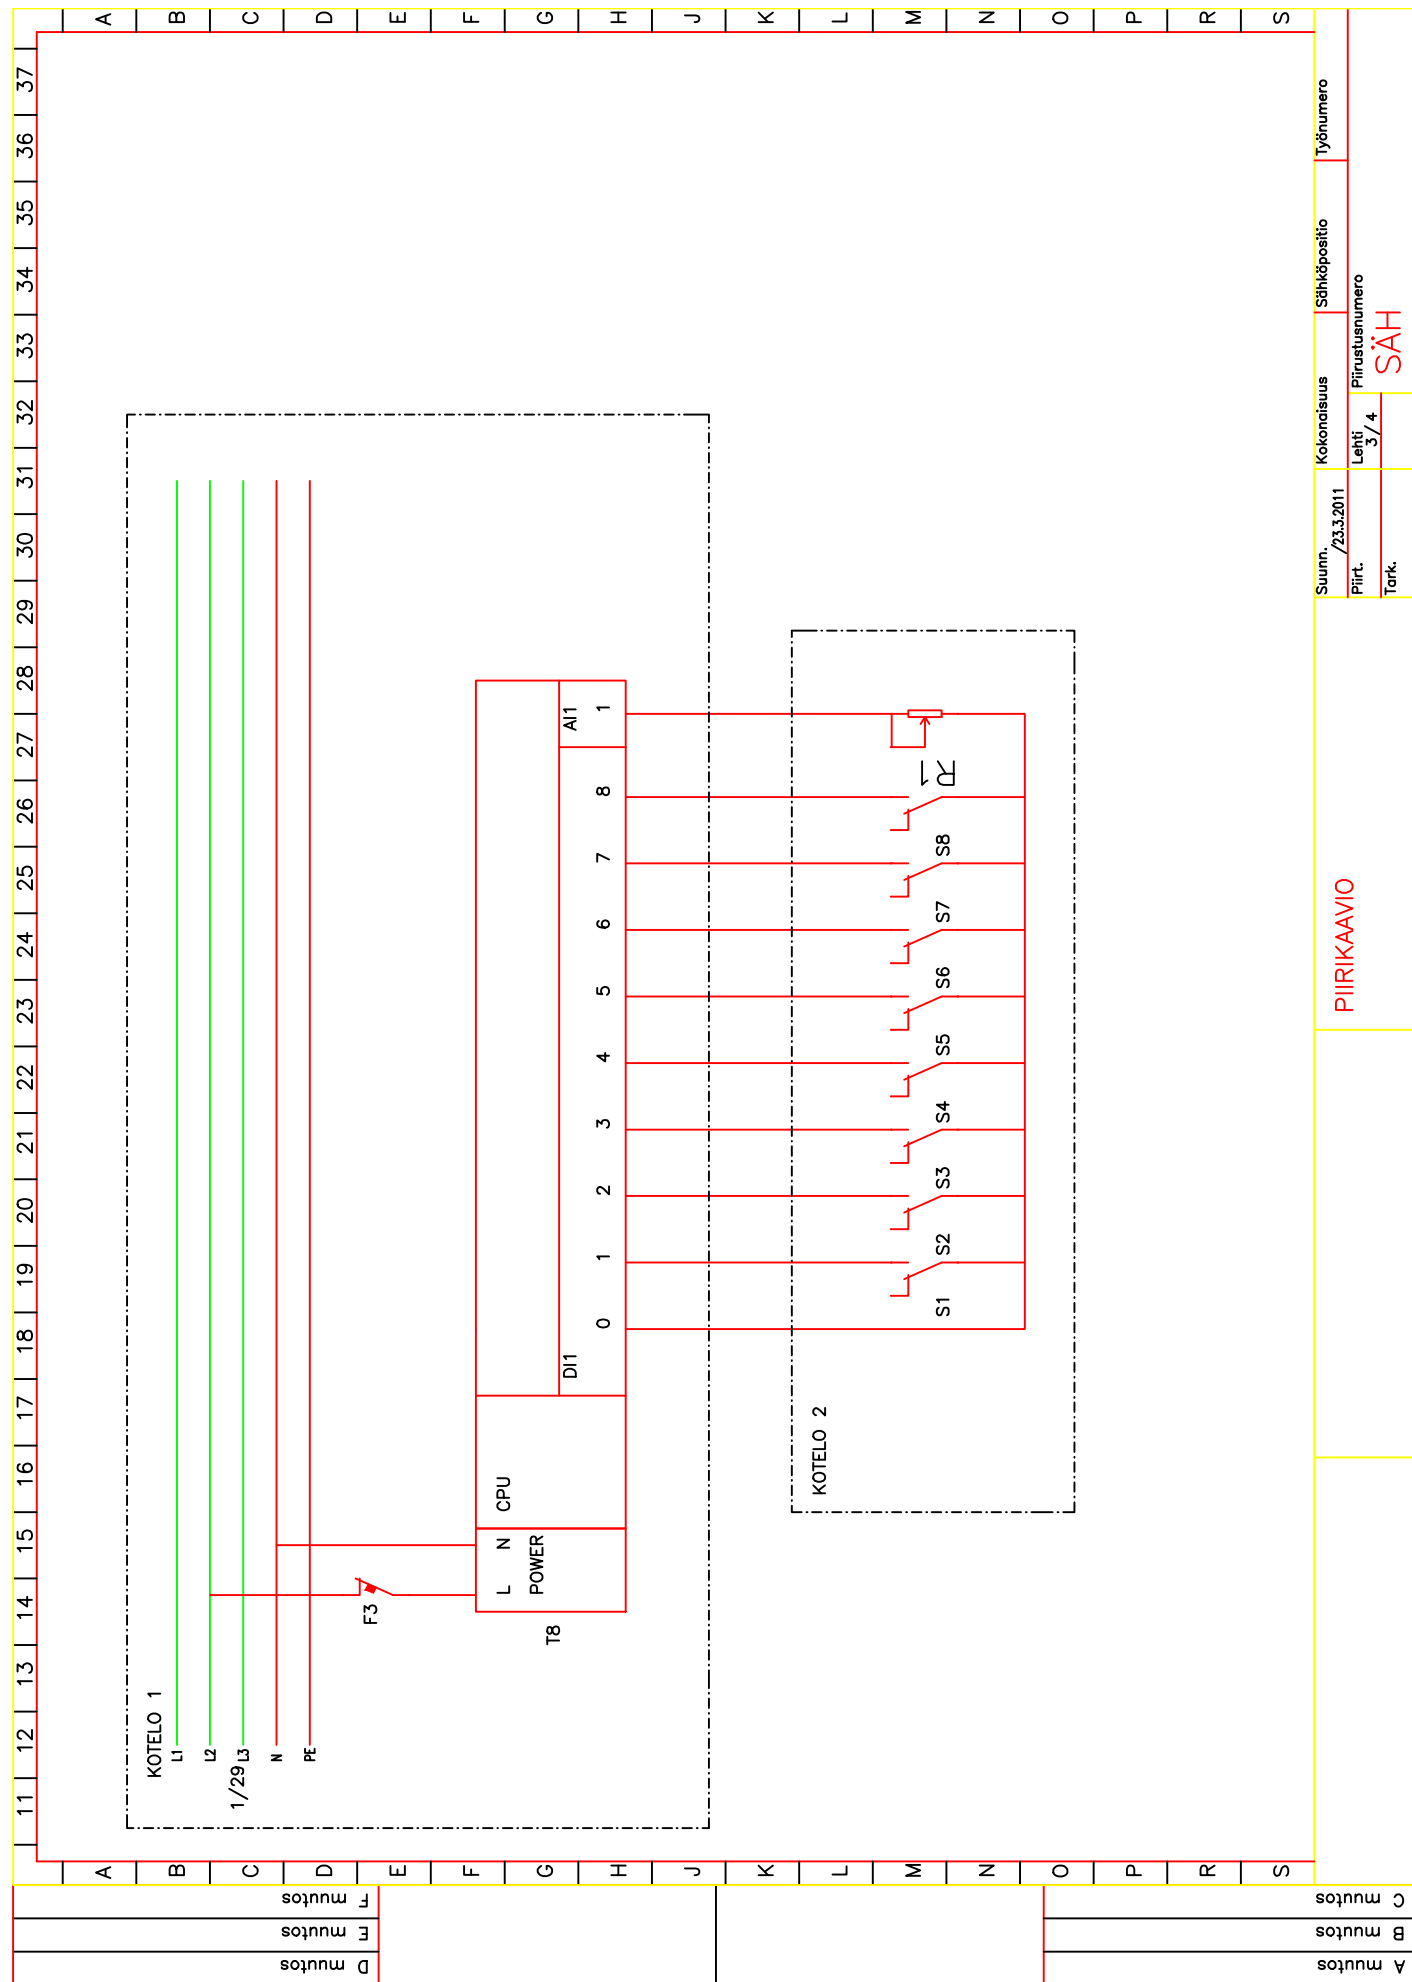 11 12 13 14 15 16 17 18 19 20 21 22 23 24 25 26 27 28 29 30 31 32 33 34 35 36 37
A A
B B
C C
D D
E E
F F
G G
H H
J J
K K
L L
M M
N N
O O
P P
R R
S S
KOTELO 1
L1
L2
1/29 L3
N
PE
F3
T8
L N
POWER
CPU
DI1 AI1
0 1 2 3 4 5 6 7 8 1
KOTELO 2
S1 S2 S3 S4 S5 S6 S7 S8 R1
PIIRIKAAVIO
Suunn. Kokonaisuus Sähköpositio Työnumero
/23.3.2011
Piirt. Lehti Piirustusnumero
3/4
Tark. SÄH
A muutos
B muutos
C muutos
D muutos
E muutos
F muutos